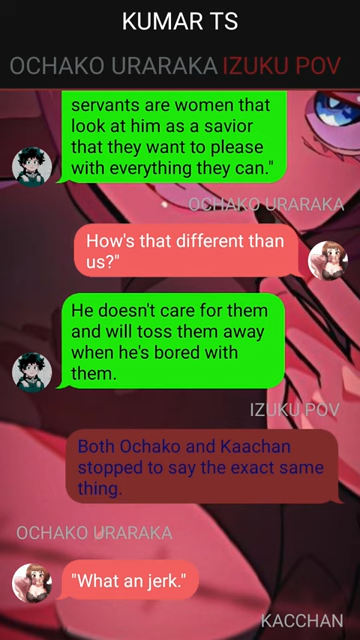 KUMAR TS
OCHAKO URARAKA IZUKU POV
servants are women that
look at him as a savior
that they want to please
with everything they can."
OCHAKO URARAKA
How's that different than
us?"
He doesn't care for them
and will toss them away
when he's bored with
them.
IZUKU POV
Both Ochako and Kaachan
stopped to say the exact same
thing.
OCHAKO URARAKA
"What an jerk."
KACCHAN